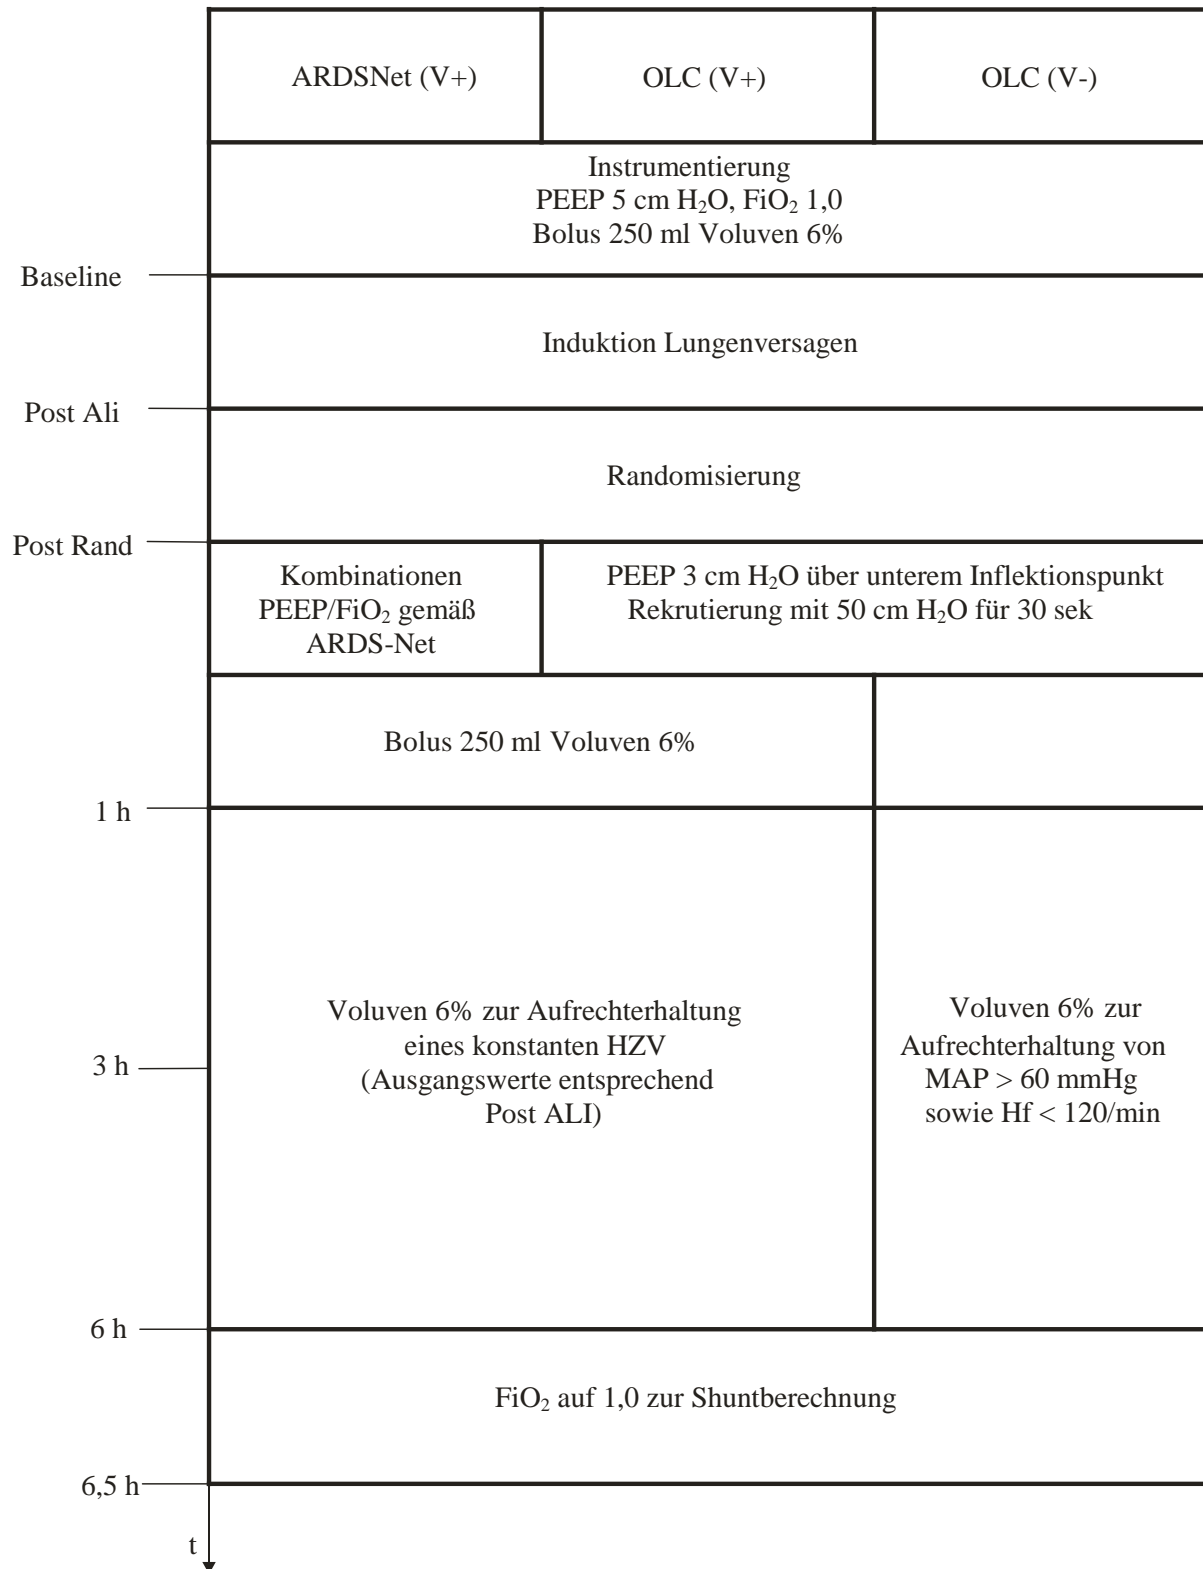 ARDSNet (V+)
OLC (V+)
OLC (V-)
Instrumentierung
PEEP 5 cm H₂O, FiO₂ 1,0
Bolus 250 ml Voluven 6%
Baseline
Induktion Lungenversagen
Post Ali
Randomisierung
Post Rand
Kombinationen
PEEP/FiO₂ gemäß
ARDS-Net
PEEP 3 cm H₂O über unterem Inflektionspunkt
Rekrutierung mit 50 cm H₂O für 30 sek
Bolus 250 ml Voluven 6%
1 h
Voluven 6% zur Aufrechterhaltung
eines konstanten HZV
(Ausgangswerte entsprechend
Post ALI)
Voluven 6% zur
Aufrechterhaltung von
MAP > 60 mmHg
sowie Hf < 120/min
3 h
6 h
FiO₂ auf 1,0 zur Shuntberechnung
6,5 h
t